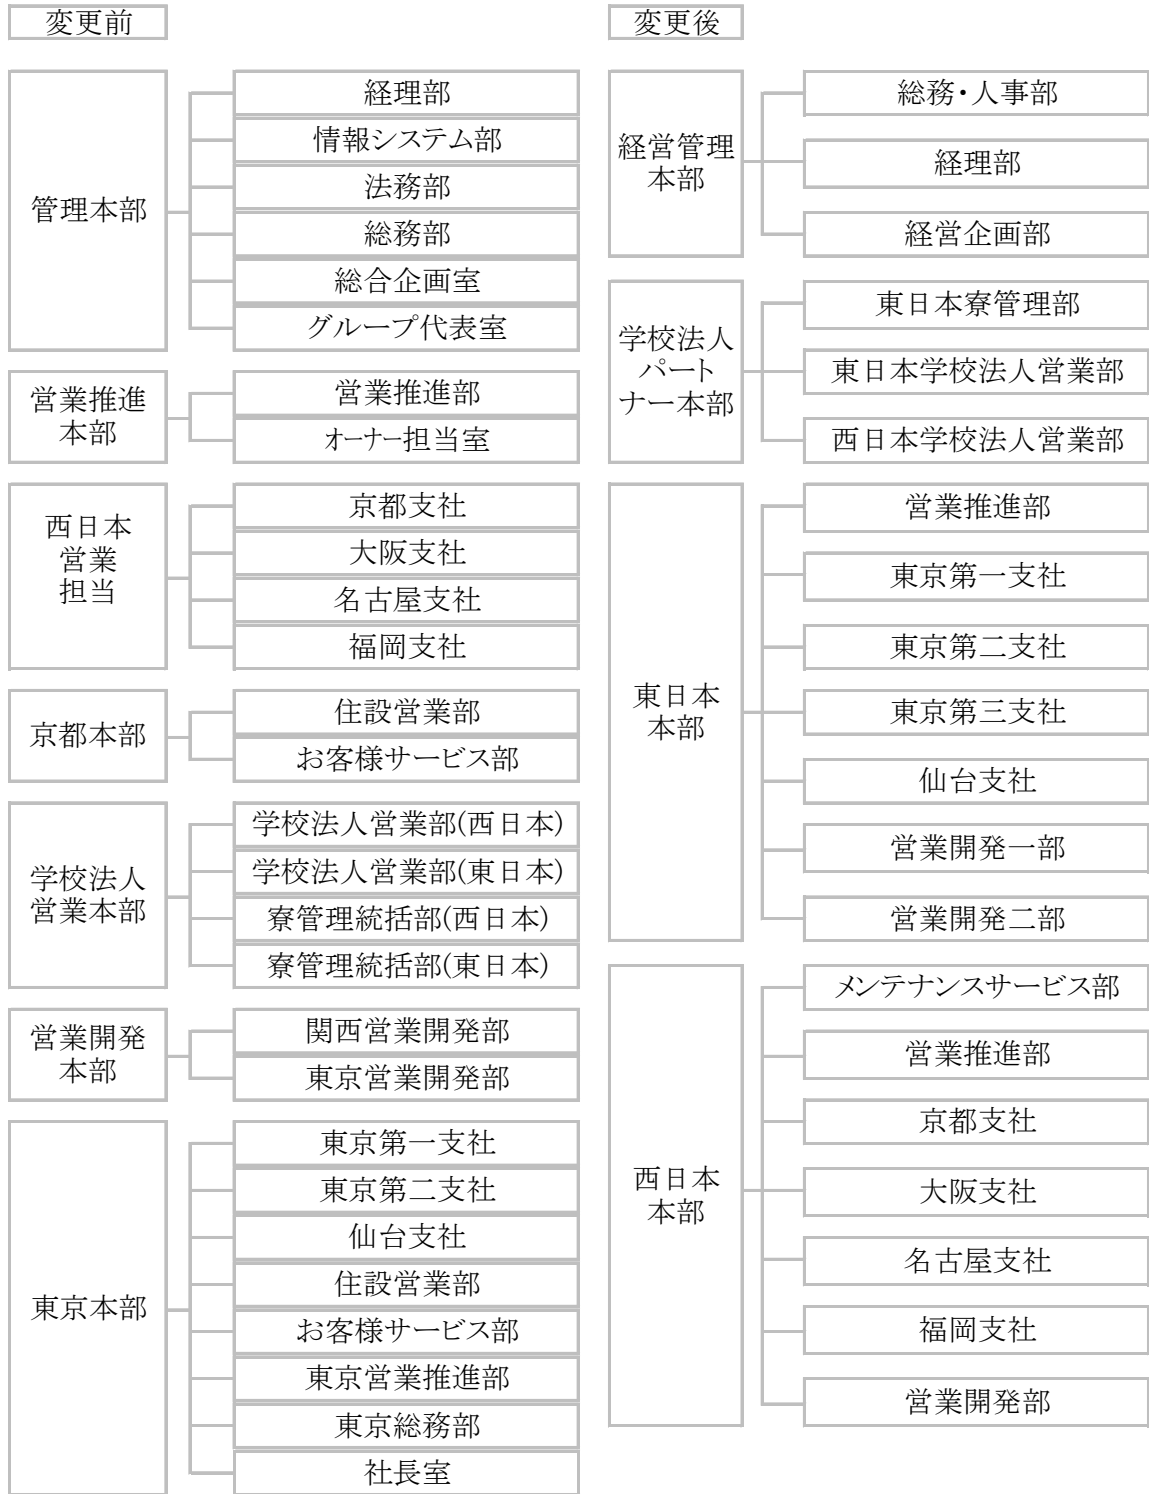 変更前
管理本部
経理部
情報システム部
法務部
総務部
総合企画室
グループ代表室
営業推進
本部
営業推進部
オーナー担当室
西日本
営業
担当
京都支社
大阪支社
名古屋支社
福岡支社
京都本部
住設営業部
お客様サービス部
学校法人
営業本部
学校法人営業部(西日本)
学校法人営業部(東日本)
寮管理統括部(西日本)
寮管理統括部(東日本)
営業開発
本部
関西営業開発部
東京営業開発部
東京本部
東京第一支社
東京第二支社
仙台支社
住設営業部
お客様サービス部
東京営業推進部
東京総務部
社長室
変更後
経営管理
本部
総務・人事部
経理部
経営企画部
学校法人
パート
ナー本部
東日本寮管理部
東日本学校法人営業部
西日本学校法人営業部
東日本
本部
営業推進部
東京第一支社
東京第二支社
東京第三支社
仙台支社
営業開発一部
営業開発二部
西日本
本部
メンテナンスサービス部
営業推進部
京都支社
大阪支社
名古屋支社
福岡支社
営業開発部